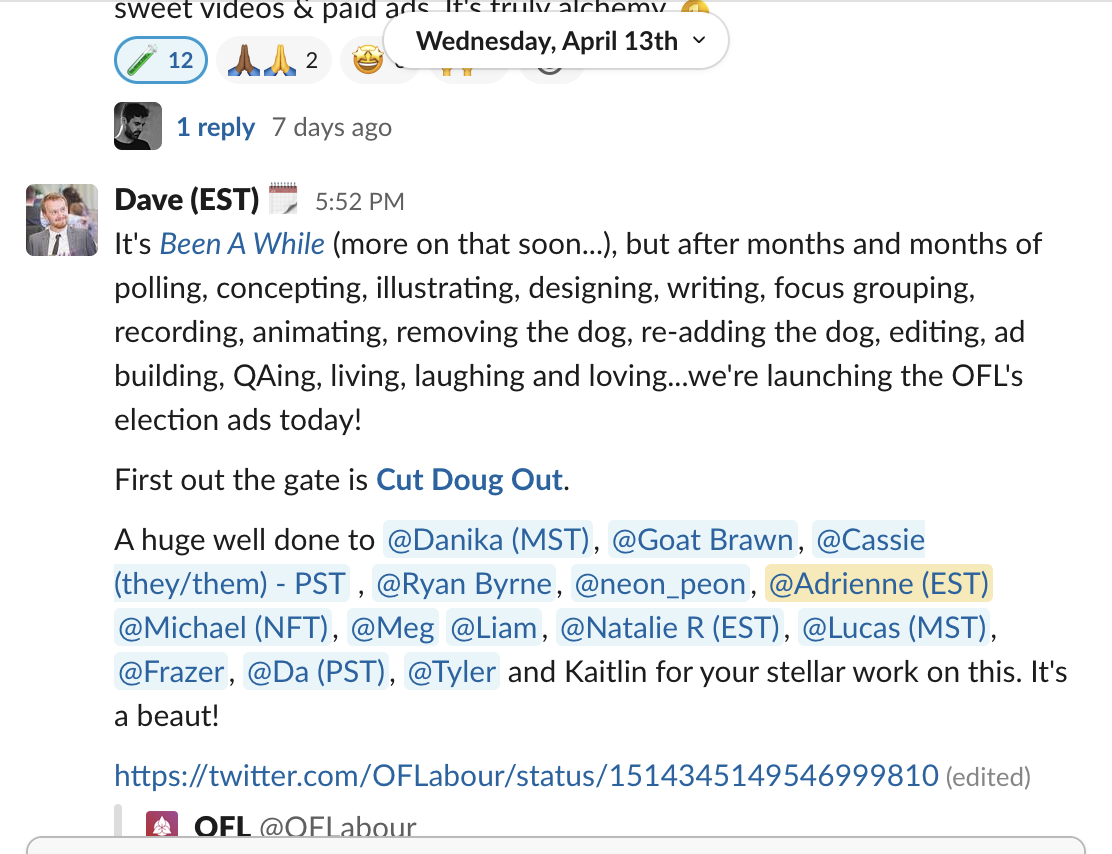 sweet videos & paid ads. It's truly alchemy
Wednesday, April 13th
12
2
1 reply 7 days ago
Dave (EST) 5:52 PM
It's Been A While (more on that soon...), but after months and months of
polling, concepting, illustrating, designing, writing, focus grouping,
recording, animating, removing the dog, re-adding the dog, editing, ad
building, QAing, living, laughing and loving...we're launching the OFL's
election ads today!
First out the gate is Cut Doug Out.
A huge well done to @Danika (MST), @Goat Brawn, @Cassie
(they/them) - PST , @Ryan Byrne, @neon_peon, @Adrienne (EST)
@Michael (NFT), @Meg @Liam, @Natalie R (EST), @Lucas (MST),
@Frazer, @Da (PST), @Tyler and Kaitlin for your stellar work on this. It's
a beaut!
https://twitter.com/OFLabour/status/1514345149546999810 (edited)
OFL @OFLabour